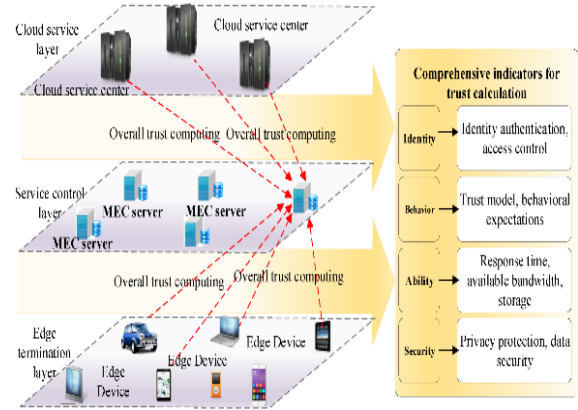 Cloud service
layer
Cloud service center
Cloud service center
Overall trust computing
Overall trust computing
Service control
layer
MEC server
MEC server
MEC server
Overall trust computing
Overall trust computing
Edge
termination
layer
Edge
Device
Edge Device
Edge Device
Comprehensive indicators for
trust calculation
Identity
Identity authentication,
access control
Behavior
Trust model, behavioral
expectations
Ability
Response time,
available bandwidth,
storage
Security
Privacy protection, data
security